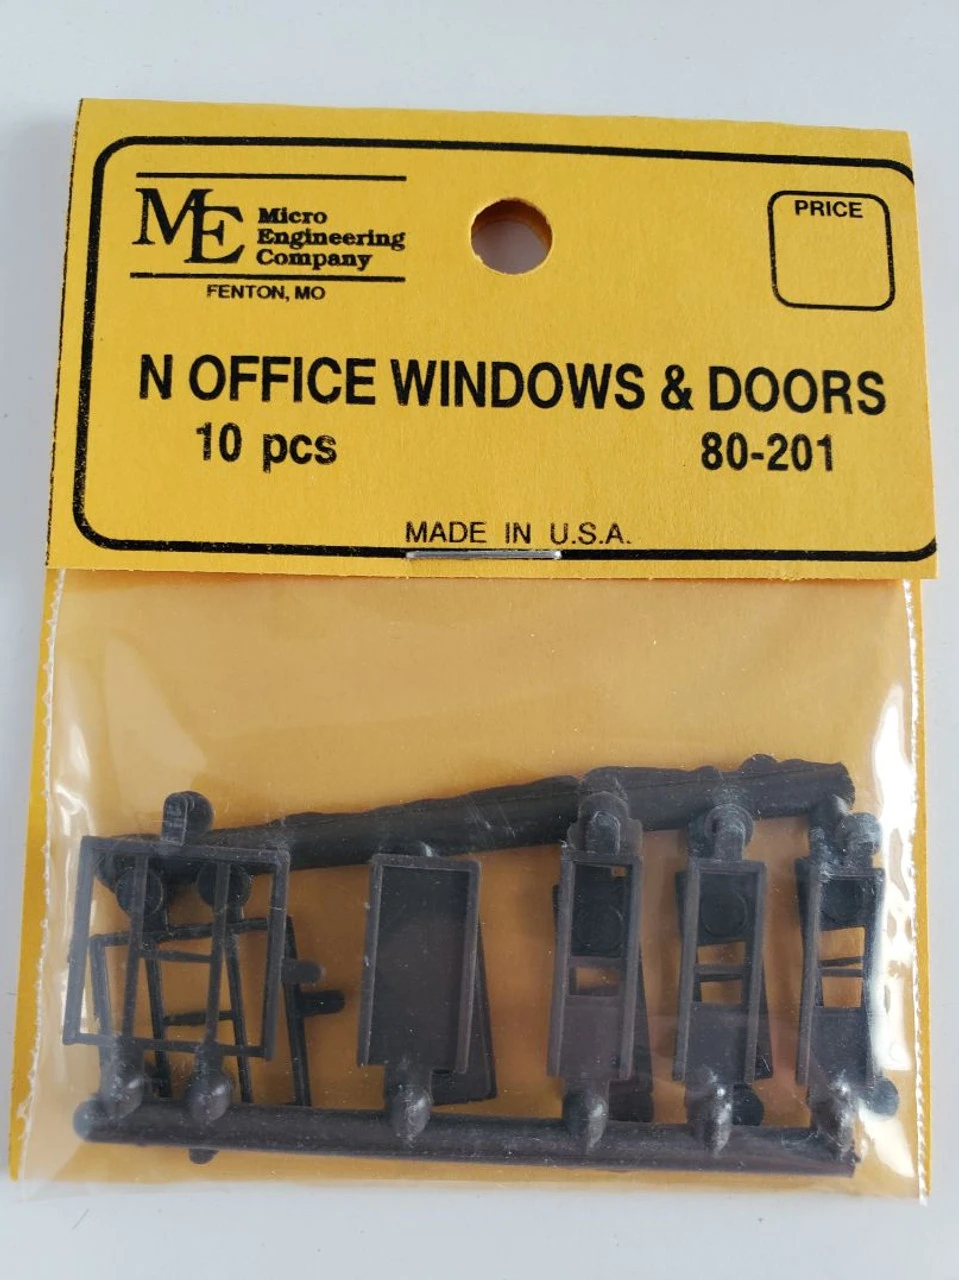 ME Micro
Engineering
Company
FENTON, MO
PRICE
N OFFICE WINDOWS & DOORS
10 pcs 80-201
MADE IN U.S.A.